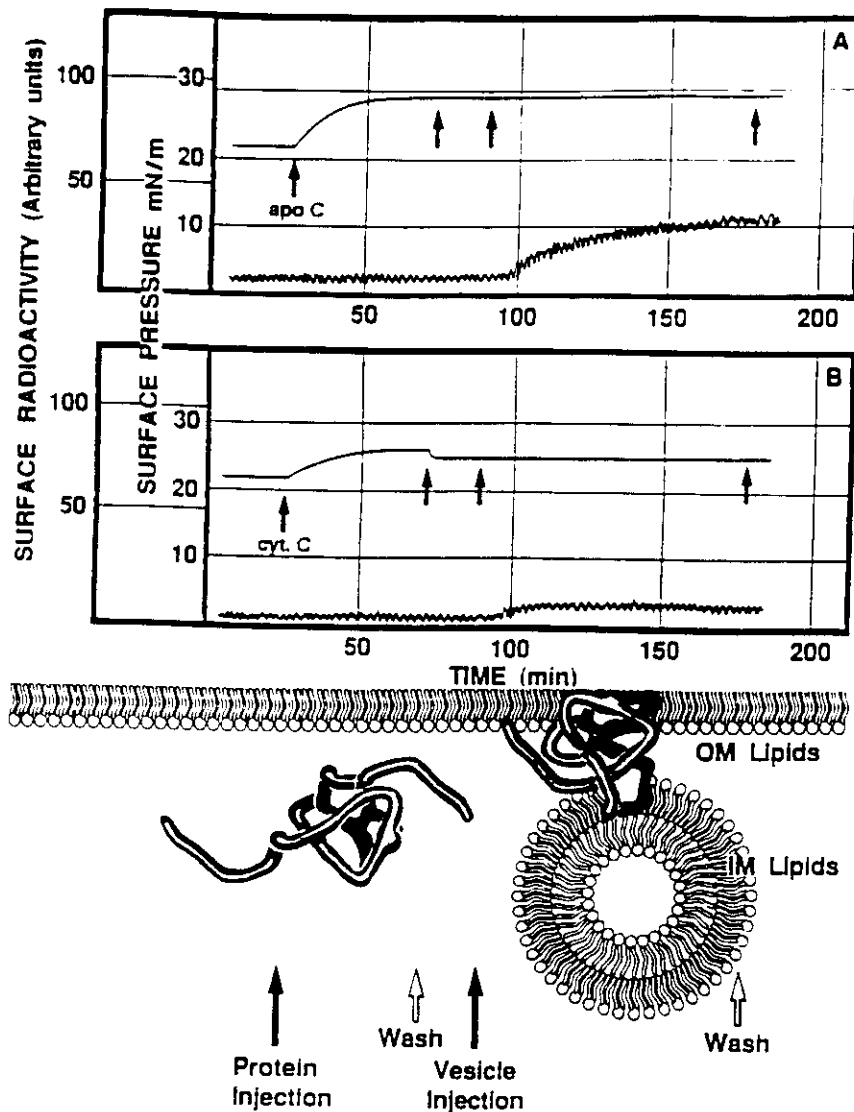 SURFACE RADIOACTIVITY (Arbitrary units)
SURFACE PRESSURE mN/m
A
100
30
20
50
apo C
10
50
100
150
200
B
100
30
20
50
cyt. C
10
50
100
150
200
TIME (min)
OM Lipids
IM Lipids
Wash
Wash
Protein
Injection
Vesicle
Injection